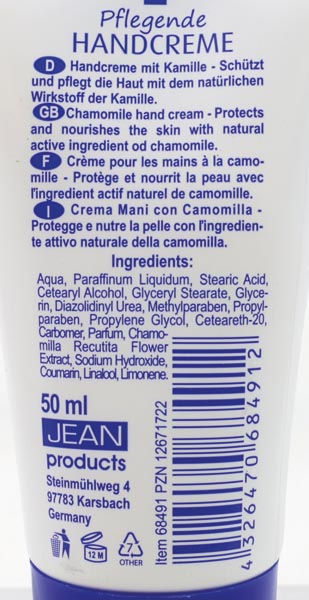 Pflegende
HANDCREME
D Handcreme mit Kamille - Schützt
und pflegt die Haut mit dem natürlichen
Wirkstoff der Kamille.
GB Chamomile hand cream - Protects
and nourishes the skin with natural
active ingredient od chamomile.
F Crème pour les mains à la camo-
mille - Protège et nourrit la peau avec
l'ingredient actif naturel de camomille.
I Crema Mani con Camomilla -
Protegge e nutre la pelle con l'ingredien-
te attivo naturale della camomilla.
Ingredients:
Aqua, Paraffinum Liquidum, Stearic Acid,
Cetearyl Alcohol, Glyceryl Stearate, Glyce-
rin, Diazolidinyl Urea, Methylparaben, Propyl-
paraben, Propylene Glycol, Ceteareth-20,
Carbomer, Parfum, Chamo-
milla Recutita Flower
Extract, Sodium Hydroxide,
Coumarin, Linalool, Limonene.
50 ml
JEAN
products
Steinmühlweg 4
97783 Karsbach
Germany
12 M
7
OTHER
Item 68491 PZN 12671722
4 326470 684912